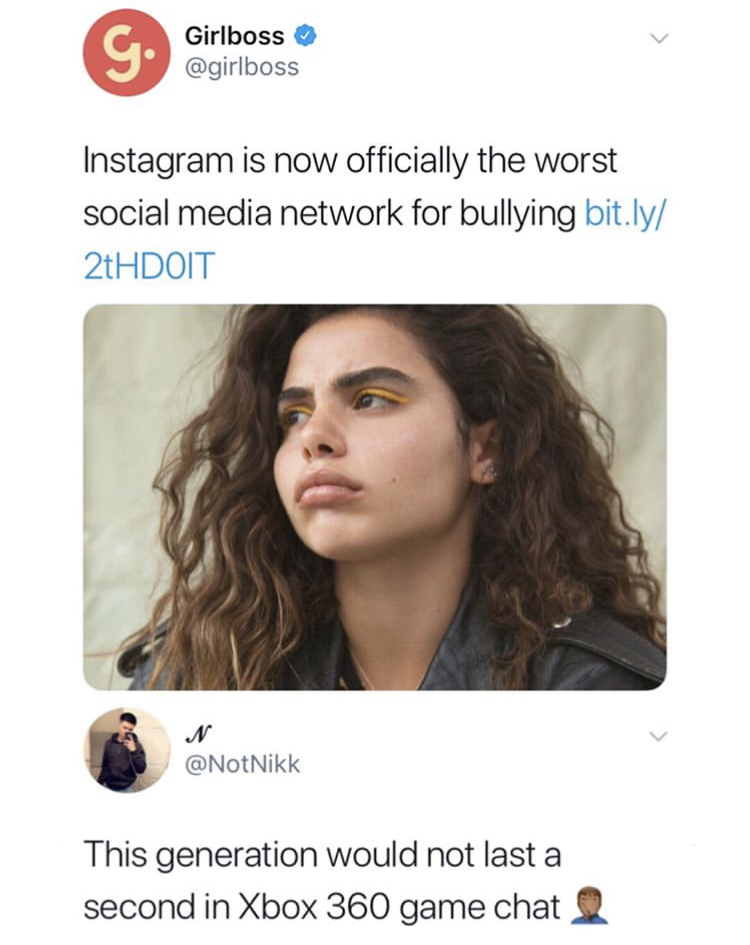 g.
Girlboss
@girlboss
Instagram is now officially the worst
social media network for bullying bit.ly/
2tHD0IT
𝒩
@NotNikk
This generation would not last a
second in Xbox 360 game chat 🤦🏾‍♂️